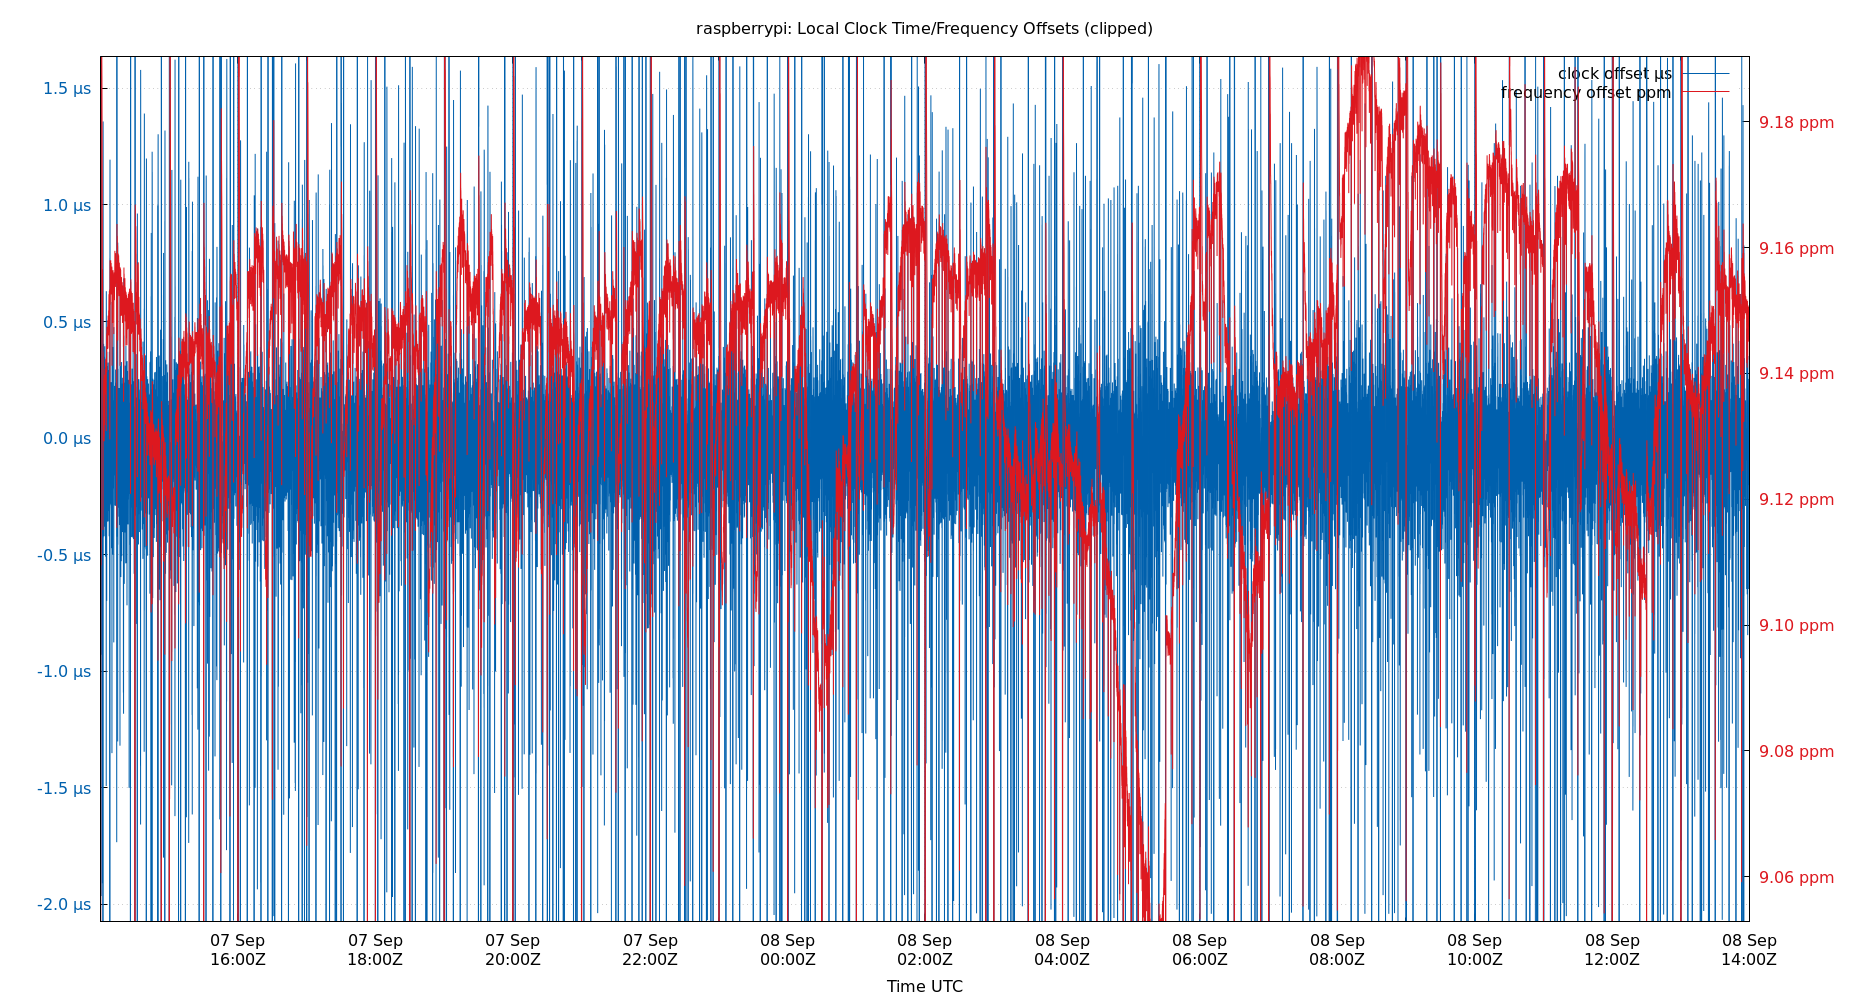 raspberrypi: Local Clock Time/Frequency Offsets (clipped)
clock offset µs
frequency offset ppm
1.5 µs
1.0 µs
0.5 µs
0.0 µs
-0.5 µs
-1.0 µs
-1.5 µs
-2.0 µs
9.18 ppm
9.16 ppm
9.14 ppm
9.12 ppm
9.10 ppm
9.08 ppm
9.06 ppm
07 Sep 07 Sep 07 Sep 07 Sep 08 Sep 08 Sep 08 Sep 08 Sep 08 Sep 08 Sep 08 Sep 08 Sep
16:00Z 18:00Z 20:00Z 22:00Z 00:00Z 02:00Z 04:00Z 06:00Z 08:00Z 10:00Z 12:00Z 14:00Z
Time UTC